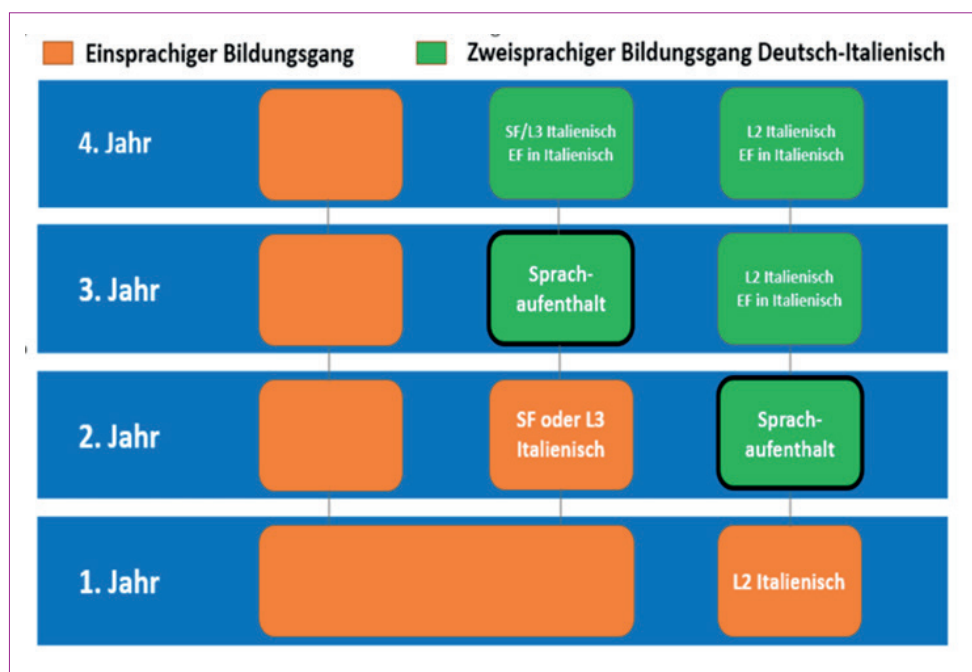 Einsprachiger Bildungsgang
Zweisprachiger Bildungsgang Deutsch-Italienisch
4. Jahr
SF/L3 Italienisch
EF in Italienisch
L2 Italienisch
EF in Italienisch
3. Jahr
Sprach-
aufenthalt
L2 Italienisch
EF in Italienisch
2. Jahr
SF oder L3
Italienisch
Sprach-
aufenthalt
1. Jahr
L2 Italienisch